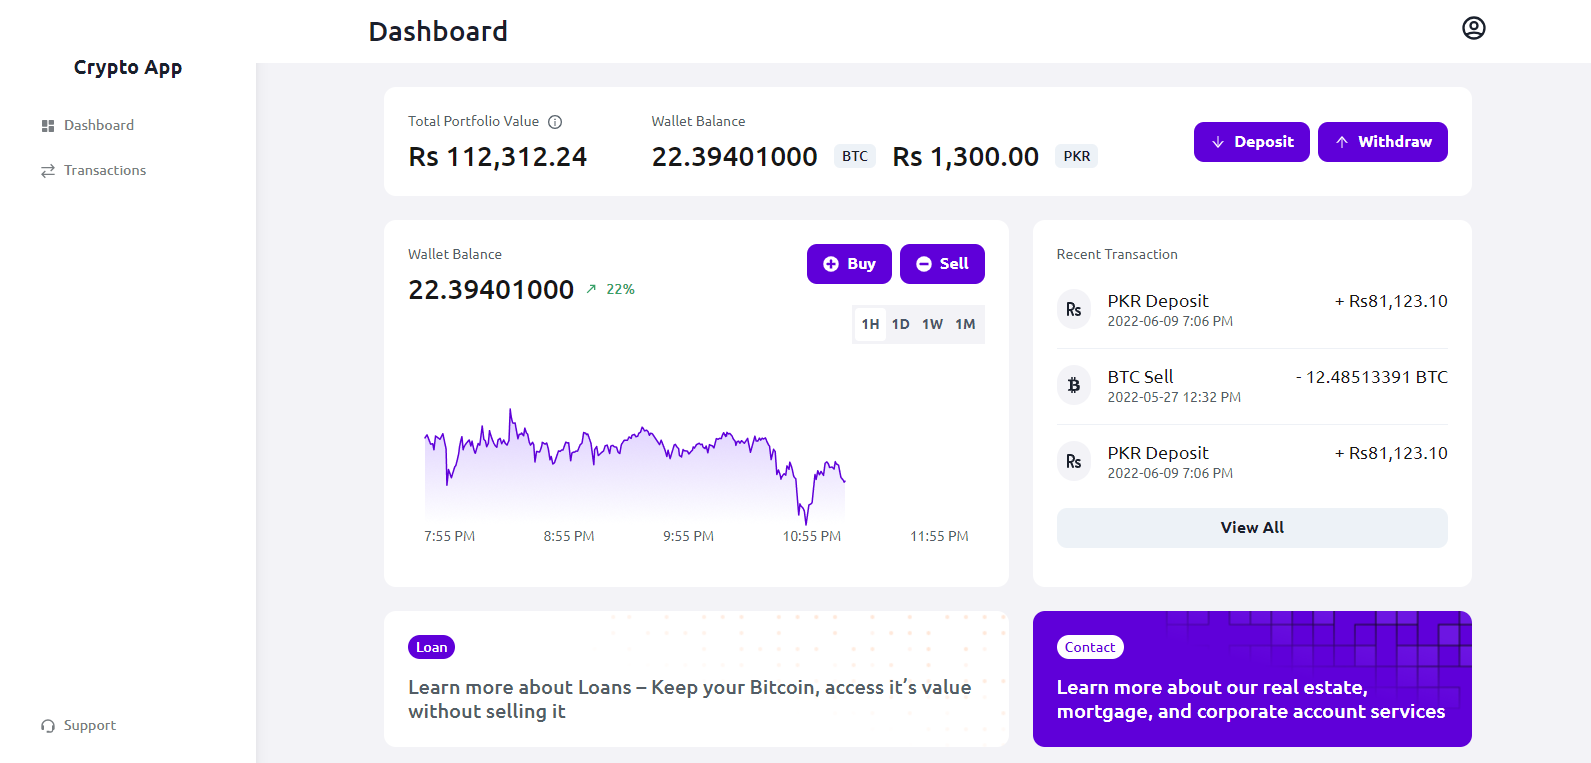 Dashboard
Crypto App
Dashboard
Transactions
Support
Total Portfolio Value
Rs 112,312.24
Wallet Balance
22.39401000 BTC Rs 1,300.00 PKR
Deposit
Withdraw
Wallet Balance
22.39401000 22%
Buy
Sell
1H 1D 1W 1M
7:55 PM 8:55 PM 9:55 PM 10:55 PM 11:55 PM
Recent Transaction
Rs PKR Deposit + Rs81,123.10
2022-06-09 7:06 PM
BTC Sell - 12.48513391 BTC
2022-05-27 12:32 PM
Rs PKR Deposit + Rs81,123.10
2022-06-09 7:06 PM
View All
Loan
Learn more about Loans – Keep your Bitcoin, access it’s value
without selling it
Contact
Learn more about our real estate,
mortgage, and corporate account services